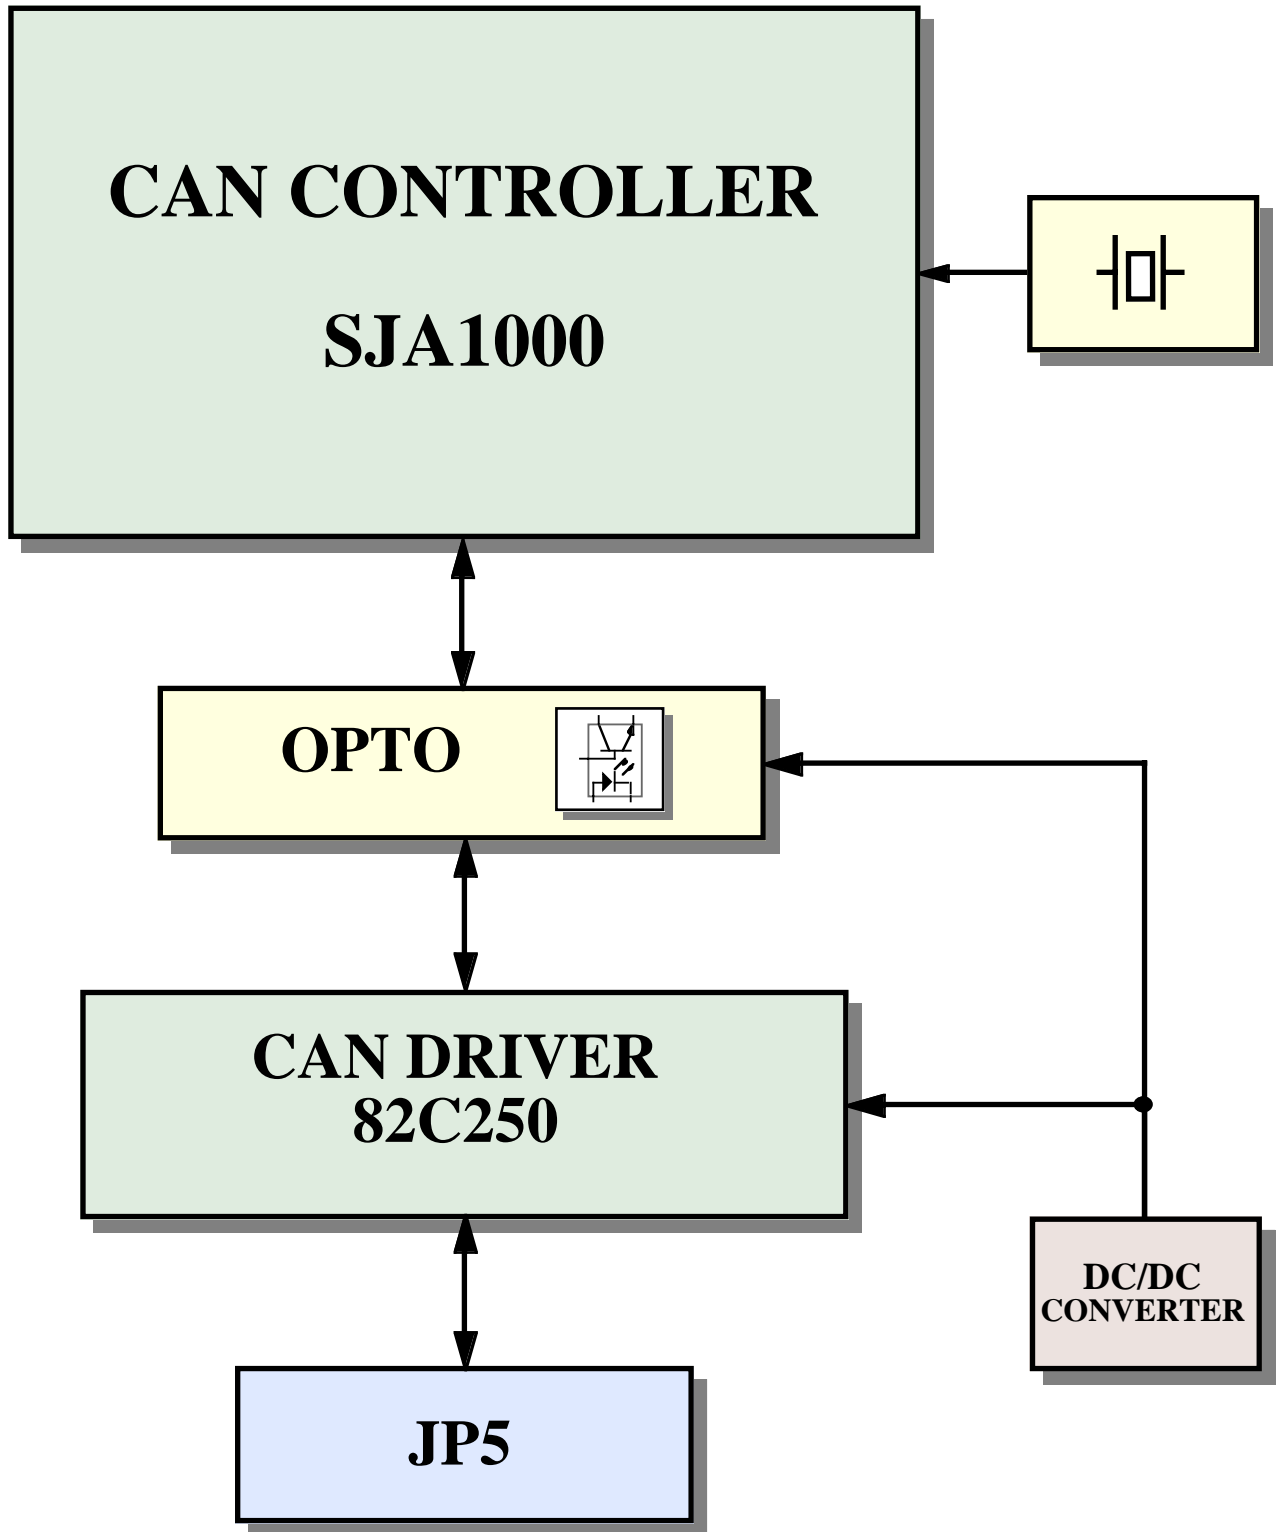 CAN CONTROLLER
SJA1000
OPTO
CAN DRIVER
82C250
DC/DC
CONVERTER
JP5